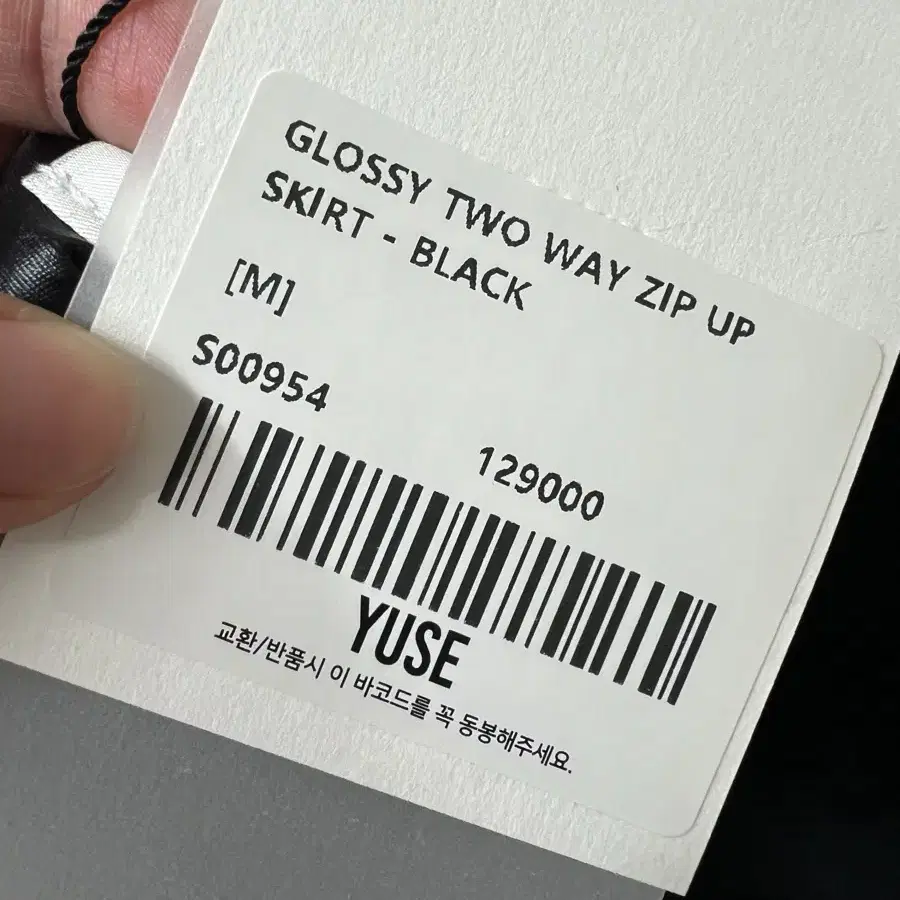 GLOSSY TWO WAY ZIP UP
SKIRT - BLACK
[M]
S00954
129000
YUSE
교환/반품시 이 바코드를 꼭 동봉해주세요.